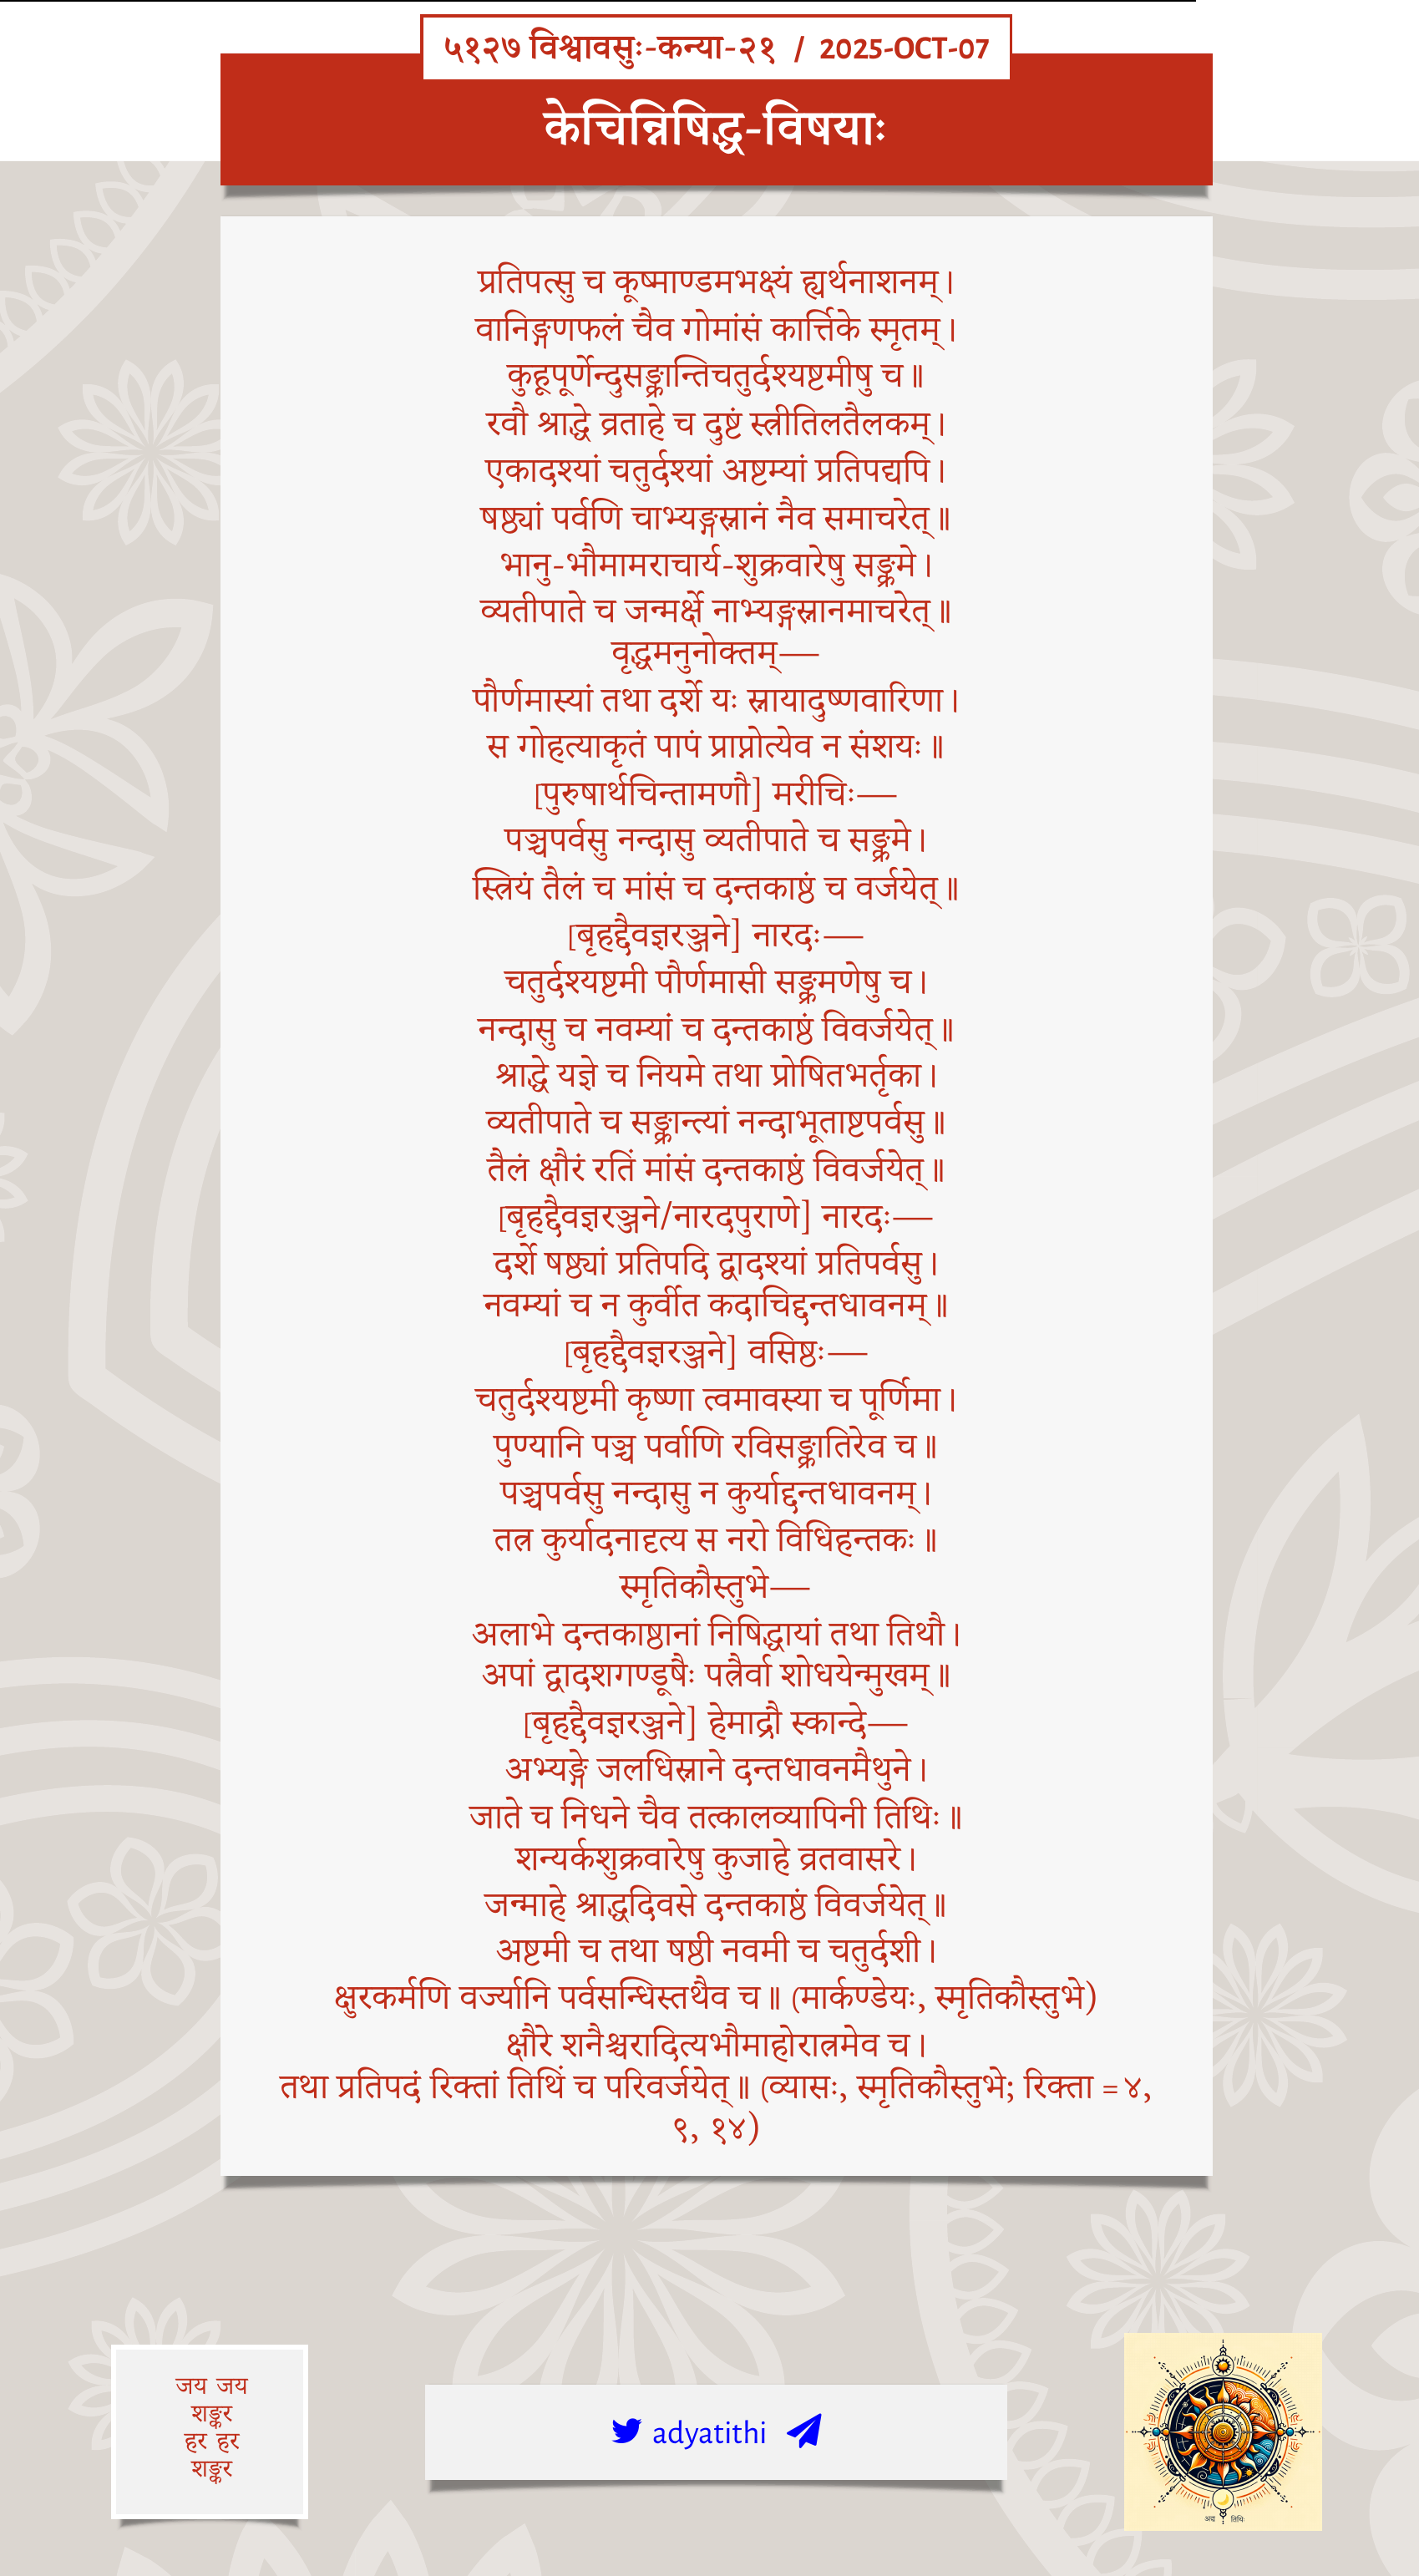 ५१२७ विश्वावसुः-कन्या-२१ / 2025-OCT-07
केचिन्निषिद्ध-विषयाः
प्रतिपत्सु च कूष्माण्डमभक्ष्यं ह्यर्थनाशनम्।
वानिङ्गणफलं चैव गोमांसं कार्त्तिके स्मृतम्।
कुहूपूर्णेन्दुसङ्क्रान्तिचतुर्दश्यष्टमीषु च॥
रवौ श्राद्धे व्रताहे च दुष्टं स्त्रीतिलतैलकम्।
एकादश्यां चतुर्दश्यां अष्टम्यां प्रतिपद्यपि।
षष्ठ्यां पर्वणि चाभ्यङ्गस्नानं नैव समाचरेत्॥
भानु-भौमामराचार्य-शुक्रवारेषु सङ्क्रमे।
व्यतीपाते च जन्मर्क्षे नाभ्यङ्गस्नानमाचरेत्॥
वृद्धमनुनोक्तम्—
पौर्णमास्यां तथा दर्शे यः स्नायादुष्णवारिणा।
स गोहत्याकृतं पापं प्राप्नोत्येव न संशयः॥
[पुरुषार्थचिन्तामणौ] मरीचिः—
पञ्चपर्वसु नन्दासु व्यतीपाते च सङ्क्रमे।
स्त्रियं तैलं च मांसं च दन्तकाष्ठं च वर्जयेत्॥
[बृहद्दैवज्ञरञ्जने] नारदः—
चतुर्दश्यष्टमी पौर्णमासी सङ्क्रमणेषु च।
नन्दासु च नवम्यां च दन्तकाष्ठं विवर्जयेत्॥
श्राद्धे यज्ञे च नियमे तथा प्रोषितभर्तृका।
व्यतीपाते च सङ्क्रान्त्यां नन्दाभूताष्टपर्वसु॥
तैलं क्षौरं रतिं मांसं दन्तकाष्ठं विवर्जयेत्॥
[बृहद्दैवज्ञरञ्जने/नारदपुराणे] नारदः—
दर्शे षष्ठ्यां प्रतिपदि द्वादश्यां प्रतिपर्वसु।
नवम्यां च न कुर्वीत कदाचिद्दन्तधावनम्॥
[बृहद्दैवज्ञरञ्जने] वसिष्ठः—
चतुर्दश्यष्टमी कृष्णा त्वमावस्या च पूर्णिमा।
पुण्यानि पञ्च पर्वाणि रविसङ्क्रातिरेव च॥
पञ्चपर्वसु नन्दासु न कुर्याद्दन्तधावनम्।
तत्र कुर्यादनादृत्य स नरो विधिहन्तकः॥
स्मृतिकौस्तुभे—
अलाभे दन्तकाष्ठानां निषिद्धायां तथा तिथौ।
अपां द्वादशगण्डूषैः पत्रैर्वा शोधयेन्मुखम्॥
[बृहद्दैवज्ञरञ्जने] हेमाद्रौ स्कान्दे—
अभ्यङ्गे जलधिस्नाने दन्तधावनमैथुने।
जाते च निधने चैव तत्कालव्यापिनी तिथिः॥
शन्यर्कशुक्रवारेषु कुजाहे व्रतवासरे।
जन्माहे श्राद्धदिवसे दन्तकाष्ठं विवर्जयेत्॥
अष्टमी च तथा षष्ठी नवमी च चतुर्दशी।
क्षुरकर्मणि वर्ज्यानि पर्वसन्धिस्तथैव च॥ (मार्कण्डेयः, स्मृतिकौस्तुभे)
क्षौरे शनैश्चरादित्यभौमाहोरात्रमेव च।
तथा प्रतिपदं रिक्तां तिथिं च परिवर्जयेत्॥ (व्यासः, स्मृतिकौस्तुभे; रिक्ता = ४,
९, १४)
जय जय
शङ्कर
हर हर
शङ्कर
adyatithi
अद्य तिथिः